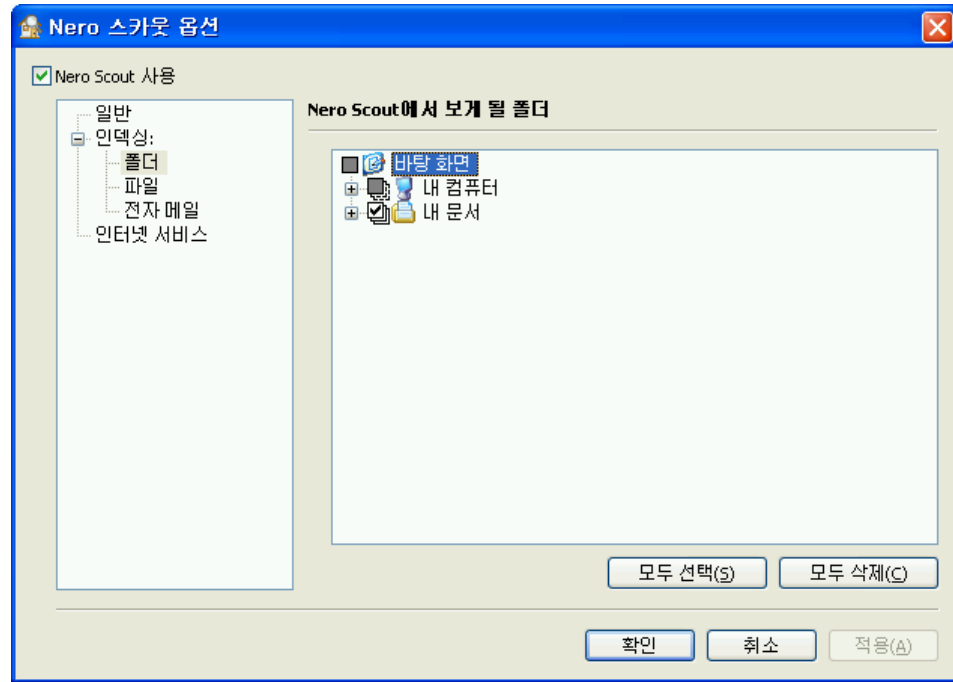 Nero 스카웃 옵션
Nero Scout 사용
일반
인덱싱:
폴더
파일
전자 메일
인터넷 서비스
Nero Scout에서 보게 될 폴더
바탕 화면
내 컴퓨터
내 문서
모두 선택(S) 모두 삭제(C)
확인 취소 적용(A)